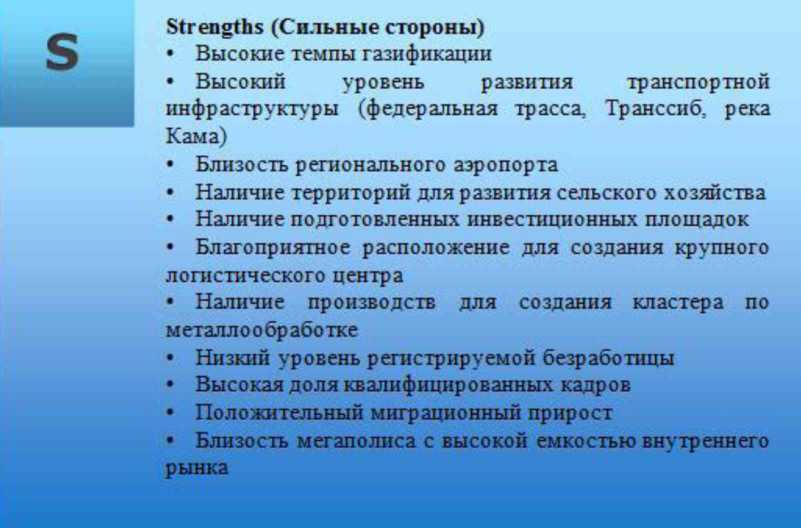 S
Strengths (Сильные стороны)
• Высокие темпы газификации
• Высокий уровень развития транспортной
инфраструктуры (федеральная трасса, Транссиб, река
Кама)
• Близость регионального аэропорта
• Наличие территорий для развития сельского хозяйства
• Наличие подготовленных инвестиционных площадок
• Благоприятное расположение для создания крупного
логистического центра
• Наличие производств для создания кластера по
металлообработке
• Низкий уровень регистрируемой безработицы
• Высокая доля квалифицированных кадров
• Положительный миграционный прирост
• Близость мегаполиса с высокой емкостью внутреннего
рынка